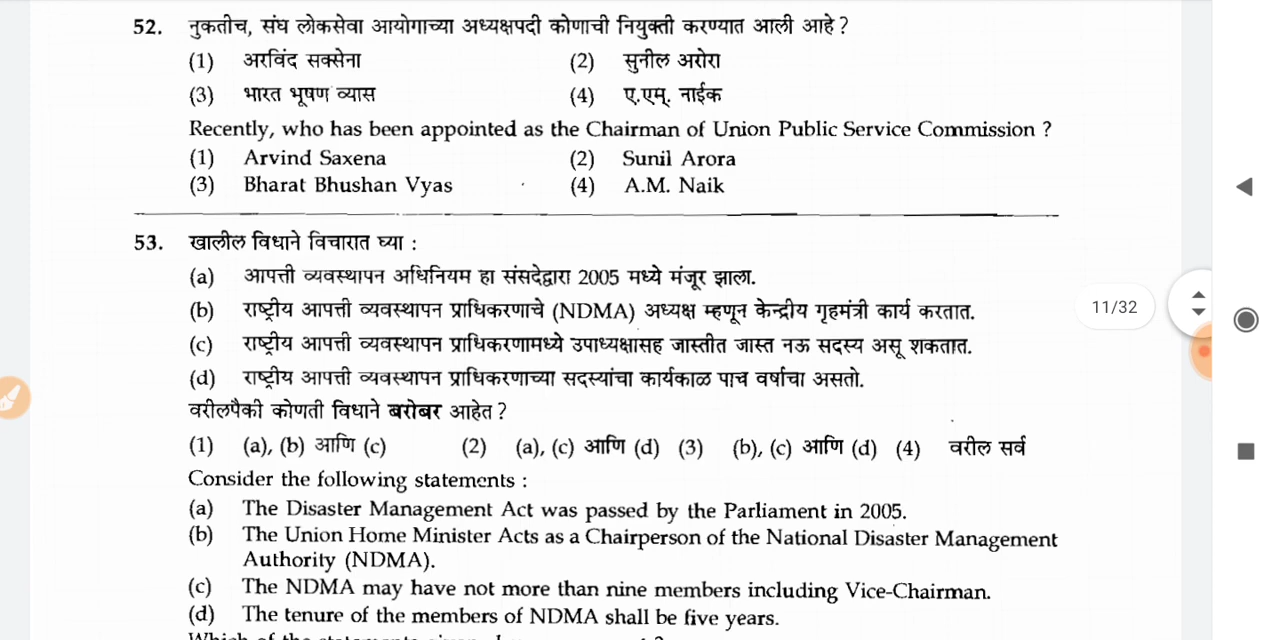 52. नुकतीच, संघ लोकसेवा आयोगाच्या अध्यक्षपदी कोणाची नियुक्ती करण्यात आली आहे ?
(1) अरविंद सक्सेना (2) सुनील अरोरा
(3) भारत भूषण व्यास (4) ए.एम्. नाईक
Recently, who has been appointed as the Chairman of Union Public Service Commission ?
(1) Arvind Saxena (2) Sunil Arora
(3) Bharat Bhushan Vyas (4) A.M. Naik
53. खालील विधाने विचारात घ्या :
(a) आपत्ती व्यवस्थापन अधिनियम हा संसदेद्वारा 2005 मध्ये मंजूर झाला.
(b) राष्ट्रीय आपत्ती व्यवस्थापन प्राधिकरणाचे (NDMA) अध्यक्ष म्हणून केन्द्रीय गृहमंत्री कार्य करतात.
11/32
(c) राष्ट्रीय आपत्ती व्यवस्थापन प्राधिकरणामध्ये उपाध्यक्षासह जास्तीत जास्त नऊ सदस्य असू शकतात.
(d) राष्ट्रीय आपत्ती व्यवस्थापन प्राधिकरणाच्या सदस्यांचा कार्यकाळ पाच वर्षाचा असतो.
वरीलपैकी कोणती विधाने बरोबर आहेत ?
(1) (a), (b) आणि (c) (2) (a), (c) आणि (d) (3) (b), (c) आणि (d) (4) वरील सर्व
Consider the following statements :
(a) The Disaster Management Act was passed by the Parliament in 2005.
(b) The Union Home Minister Acts as a Chairperson of the National Disaster Management
Authority (NDMA).
(c) The NDMA may have not more than nine members including Vice-Chairman.
(d) The tenure of the members of NDMA shall be five years.